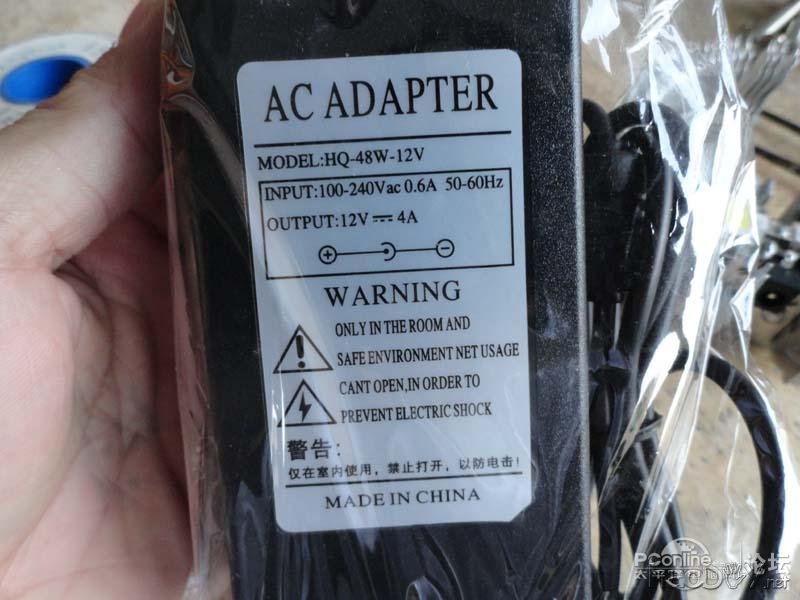 AC ADAPTER
MODEL:HQ-48W-12V
INPUT:100-240Vac 0.6A 50-60Hz
OUTPUT:12V⎓4A
WARNING
ONLY IN THE ROOM AND
SAFE ENVIRONMENT NET USAGE
CANT OPEN,IN ORDER TO
PREVENT ELECTRIC SHOCK
警告:
仅在室内使用，禁止打开，以防电击!
MADE IN CHINA
PConline 论坛
.net